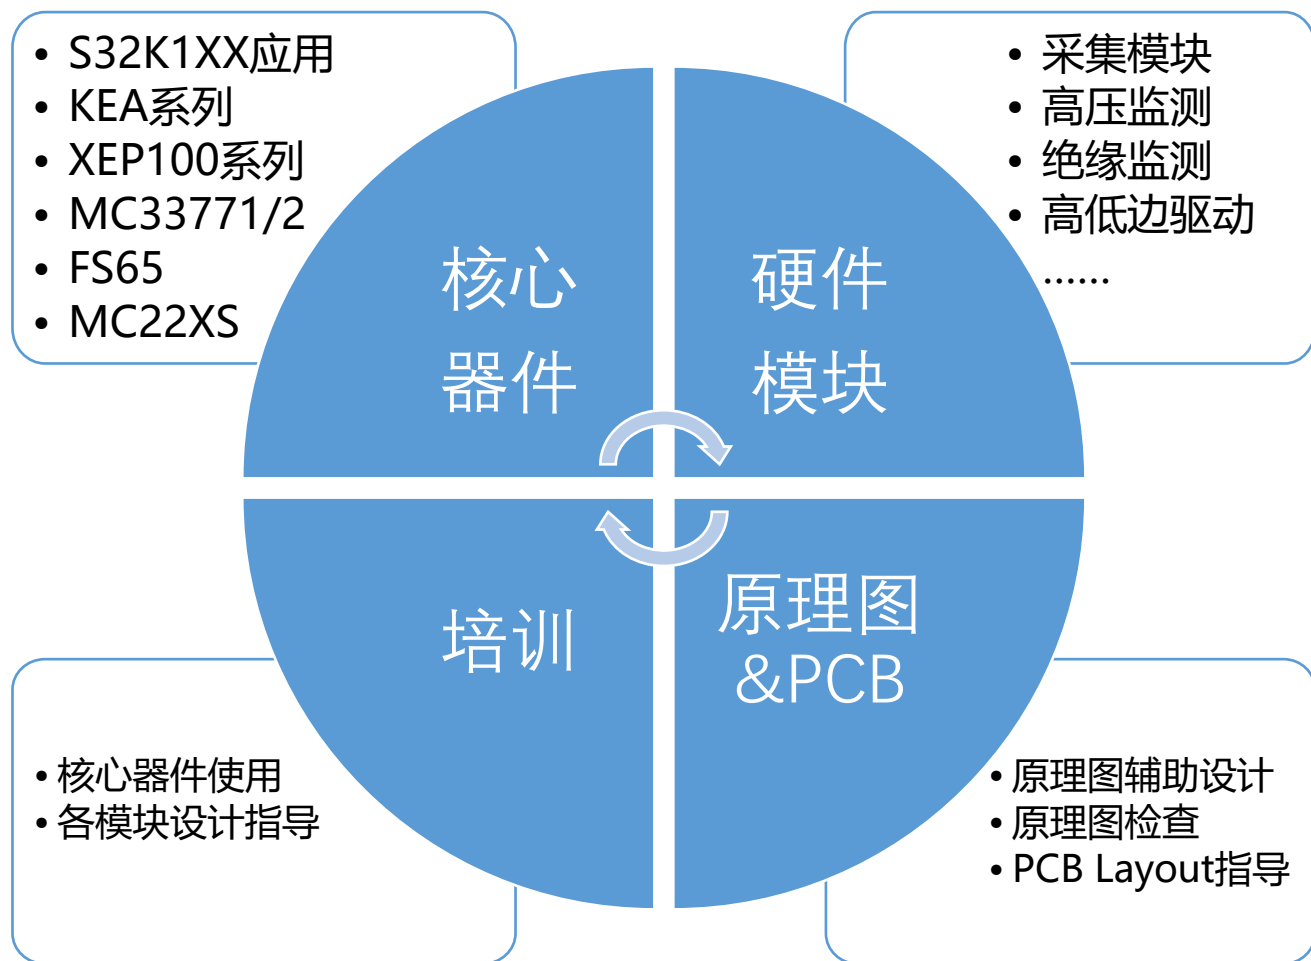 • S32K1XX应用
• KEA系列
• XEP100系列
• MC33771/2
• FS65
• MC22XS
• 采集模块
• 高压监测
• 绝缘监测
• 高低边驱动
……
核心
器件
硬件
模块
培训
原理图
&PCB
• 核心器件使用
• 各模块设计指导
• 原理图辅助设计
• 原理图检查
• PCB Layout指导